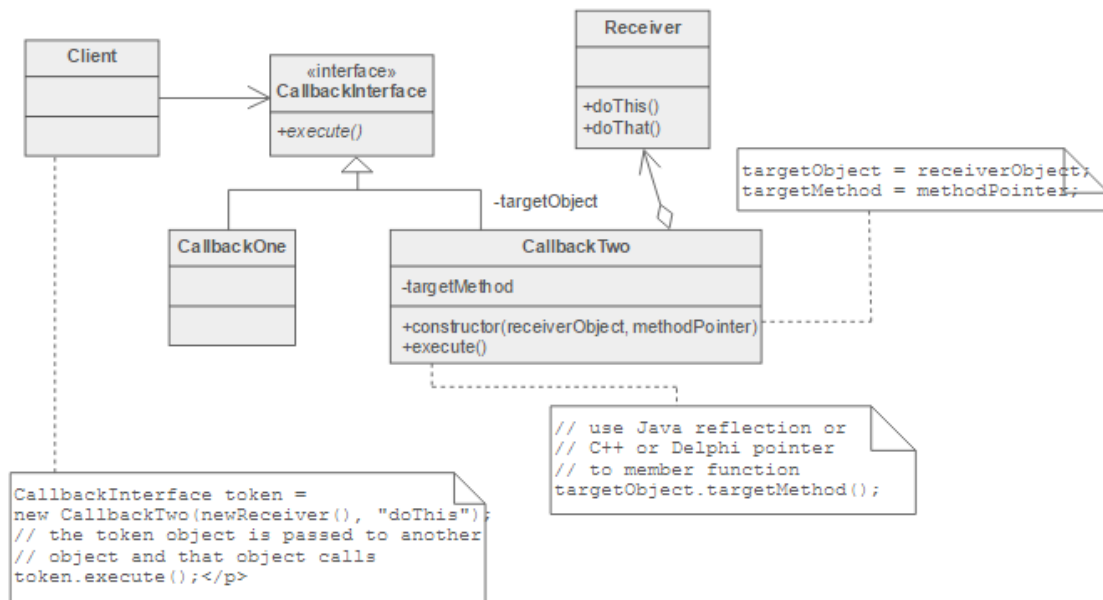 Client
«interface»
CallbackInterface
+execute()
Receiver
+doThis()
+doThat()
targetObject = receiverObject;
targetMethod = methodPointer;
-targetObject
CallbackOne
CallbackTwo
-targetMethod
+constructor(receiverObject, methodPointer)
+execute()
// use Java reflection or
// C++ or Delphi pointer
// to member function
targetObject.targetMethod();
CallbackInterface token =
new CallbackTwo(newReceiver(), "doThis");
// the token object is passed to another
// object and that object calls
token.execute();</p>